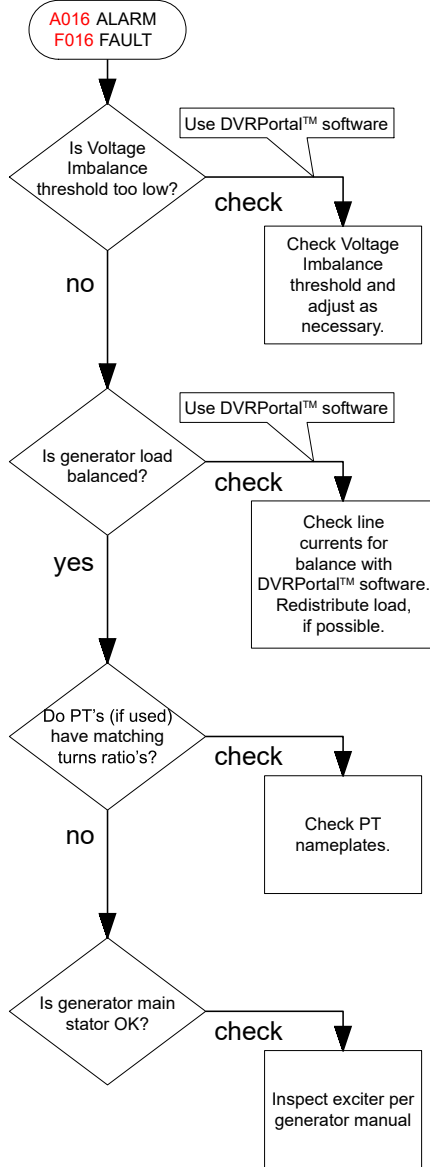 A016 ALARM
F016 FAULT
Use DVRPortal™ software
Is Voltage
Imbalance
threshold too low?
check
Check Voltage
Imbalance
threshold and
adjust as
necessary.
no
Use DVRPortal™ software
Is generator load
balanced?
check
Check line
currents for
balance with
DVRPortal™ software.
Redistribute load,
if possible.
yes
Do PT's (if used)
have matching
turns ratio's?
check
Check PT
nameplates.
no
Is generator main
stator OK?
check
Inspect exciter per
generator manual